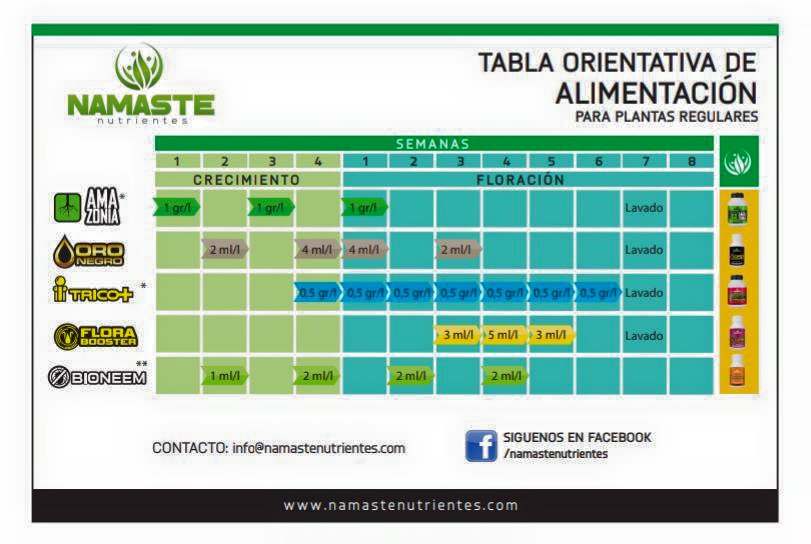 NAMASTE
nutrientes
TABLA ORIENTATIVA DE
ALIMENTACIÓN
PARA PLANTAS REGULARES
SEMANAS
1 2 3 4 1 2 3 4 5 6 7 8
CRECIMIENTO FLORACIÓN
AMA *
ZONIA
1 gr/l 1 gr/l 1 gr/l Lavado
ORO
NEGRO
2 ml/l 4 ml/l 4 ml/l 2 ml/l Lavado
TRICO+ *
0,5 gr/l 0,5 gr/l 0,5 gr/l 0,5 gr/l 0,5 gr/l 0,5 gr/l 0,5 gr/l Lavado
FLORA
BOOSTER
3 ml/l 5 ml/l 3 ml/l Lavado
BIONEEM **
1 ml/l 2 ml/l 2 ml/l 2 ml/l
CONTACTO: info@namastenutrientes.com
SIGUENOS EN FACEBOOK
/namastenutrientes
www.namastenutrientes.com